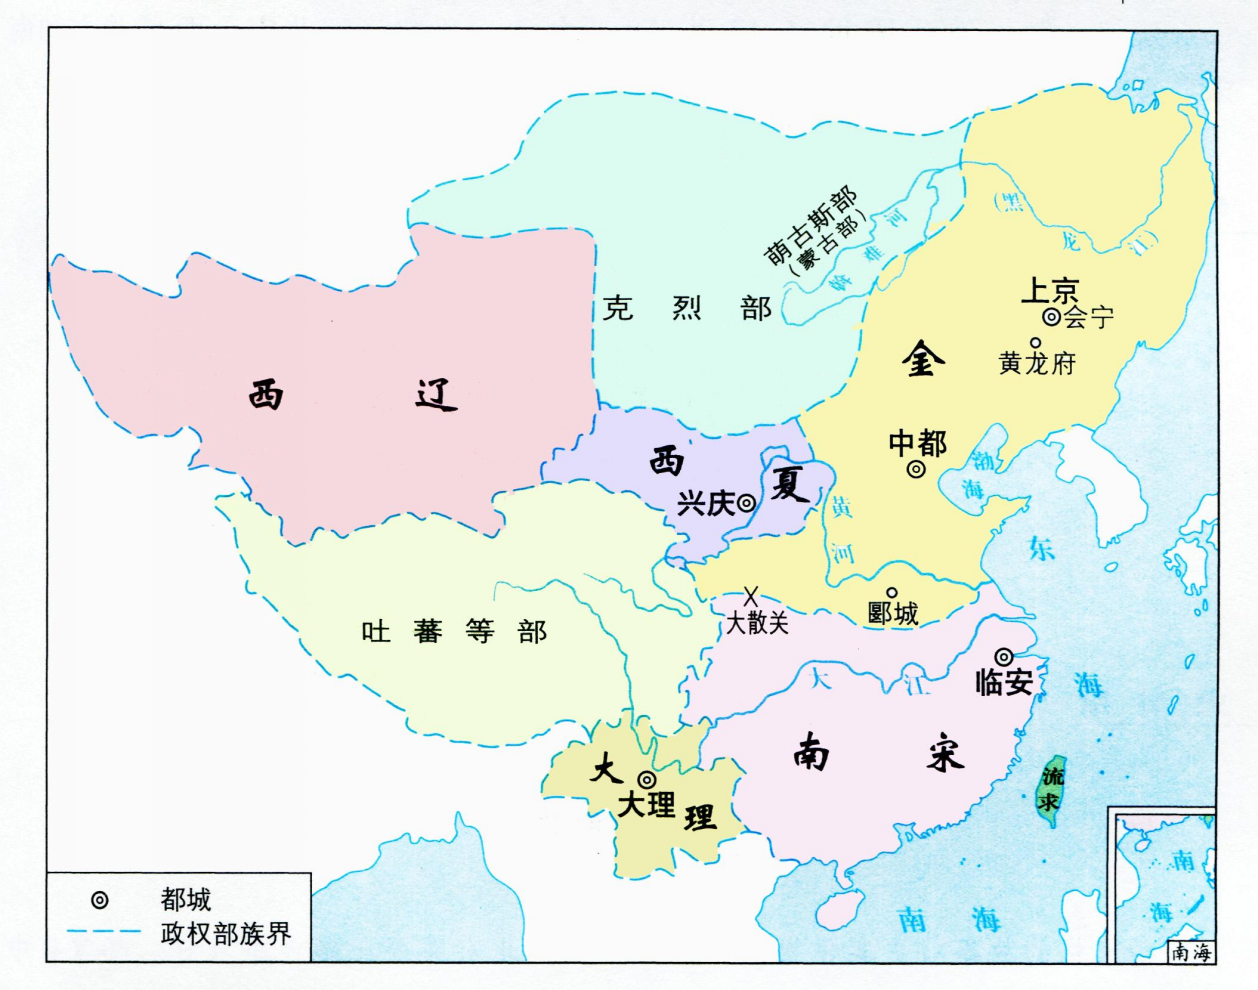 萌古斯部
(蒙古部)
斡难河
(黑龙江)
克烈部
上京
会宁
黄龙府
金
西辽
中都
渤海
西夏
兴庆
黄河
东海
郾城
大散关
吐蕃等部
临安
大江
南宋
大理
大理
流求
南海
南海
南海
都城
政权部族界